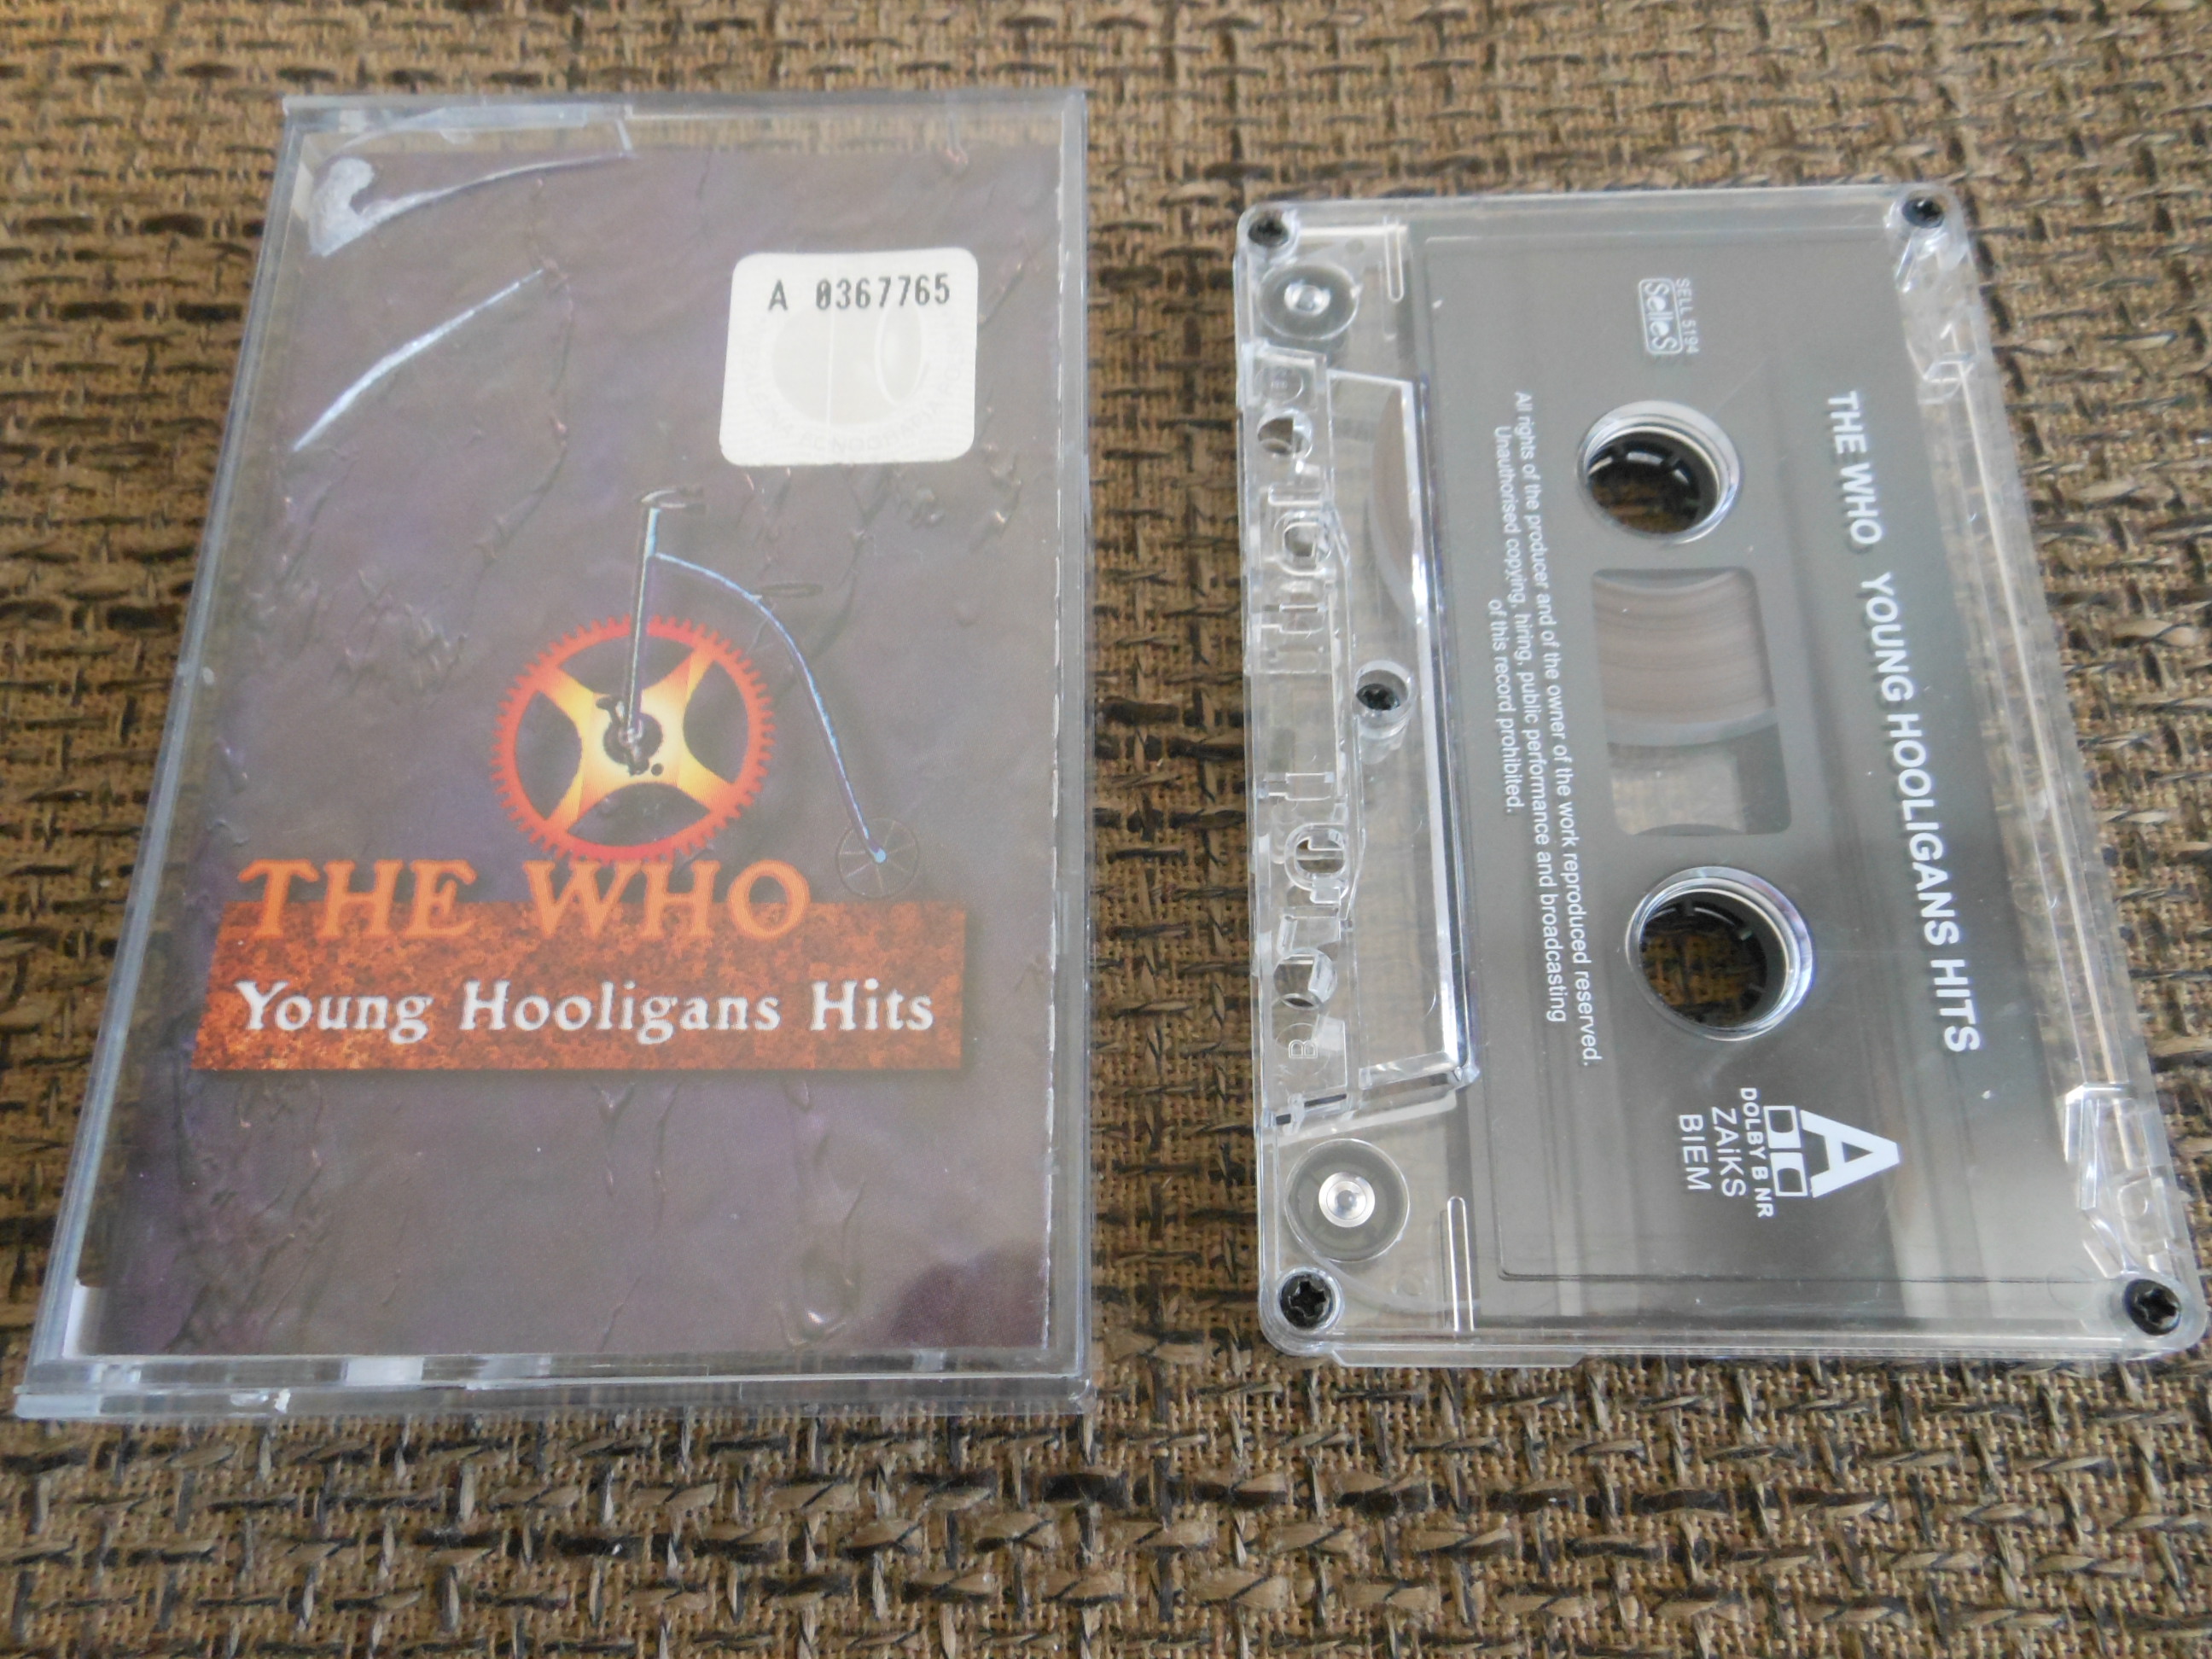 A 0367765
THE WHO
Young Hooligans Hits
SELL 5194
SelleS
THE WHO YOUNG HOOLIGANS HITS
All rights of the producer and of the owner of the work reproduced reserved.
Unauthorised copying, hiring, public performance and broadcasting
of this record prohibited.
A
DOLBY B NR
ZAiKS
BIEM
B